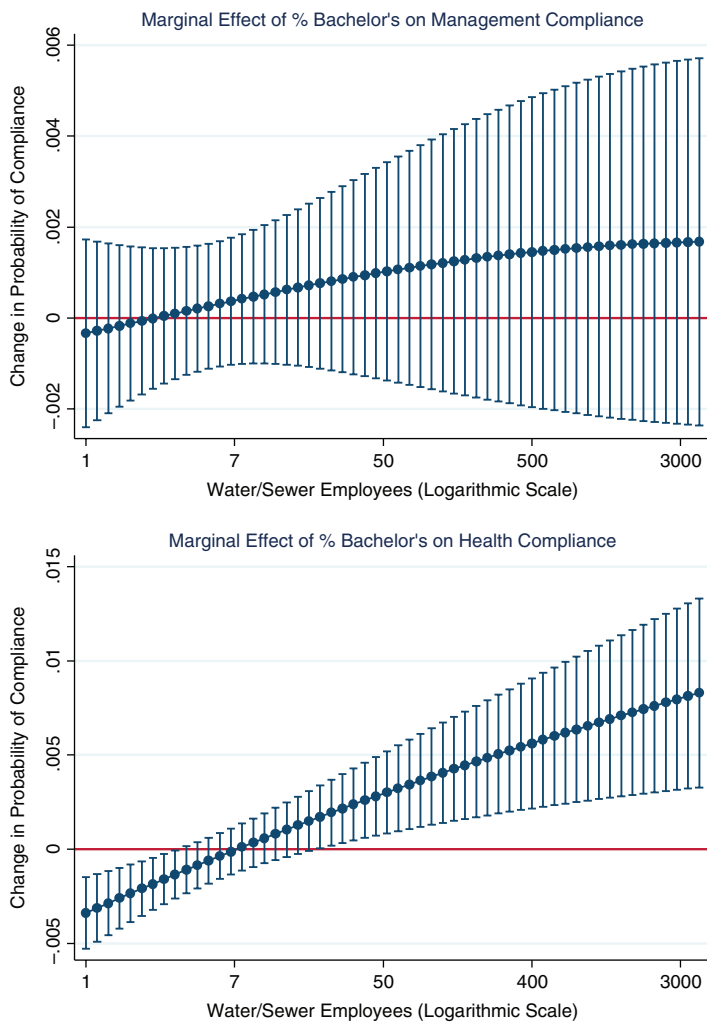 Marginal Effect of % Bachelor's on Management Compliance
Change in Probability of Compliance
.006
.004
.002
0
-.002
1 7 50 500 3000
Water/Sewer Employees (Logarithmic Scale)
Marginal Effect of % Bachelor's on Health Compliance
Change in Probability of Compliance
.015
.01
.005
0
-.005
1 7 50 400 3000
Water/Sewer Employees (Logarithmic Scale)